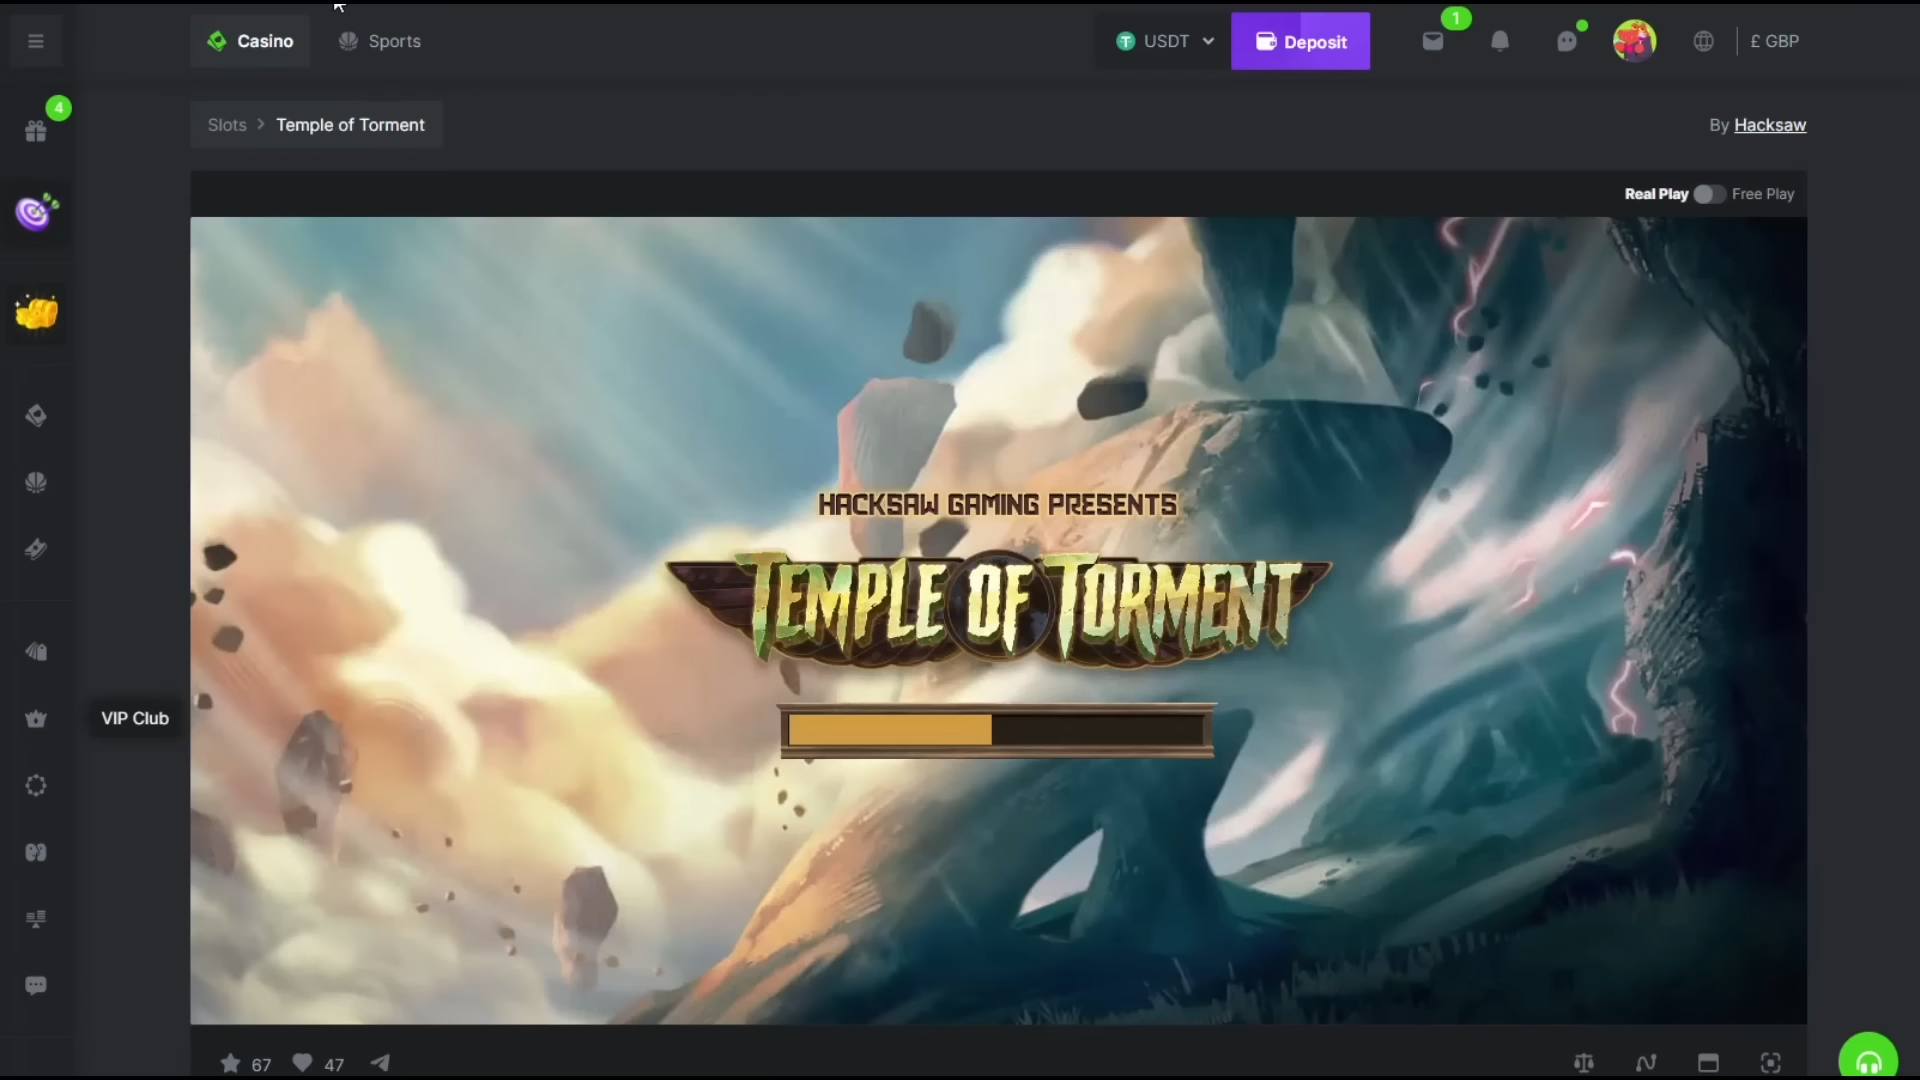 Casino
Sports
USDT
Deposit
1
£ GBP
4
Slots > Temple of Torment
By Hacksaw
Real Play
Free Play
HACKSAW GAMING PRESENTS
TEMPLE OF TORMENT
VIP Club
67
47